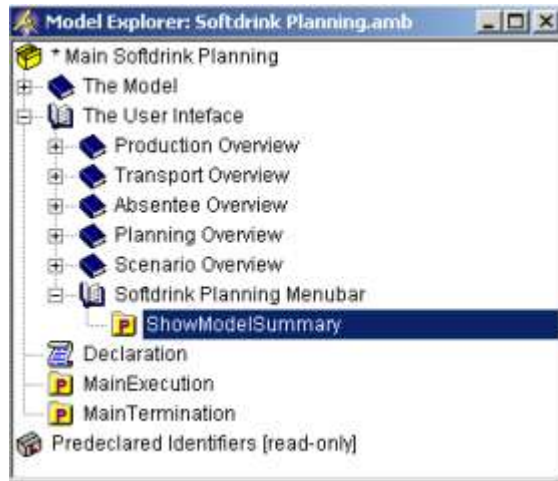 Model Explorer: Softdrink Planning.amb
* Main Softdrink Planning
The Model
The User Inteface
Production Overview
Transport Overview
Absentee Overview
Planning Overview
Scenario Overview
Softdrink Planning Menubar
P ShowModelSummary
Declaration
P MainExecution
P MainTermination
Predeclared Identifiers [read-only]